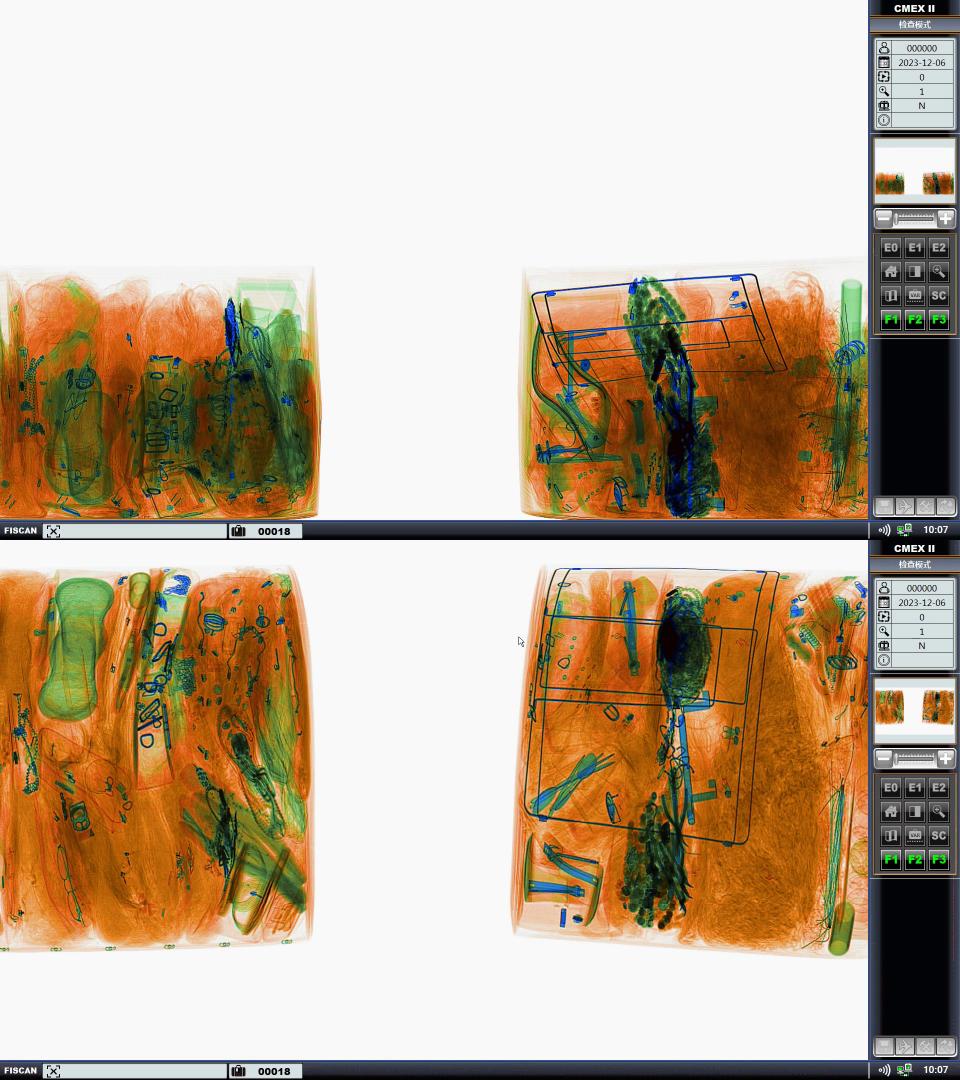 CMEX II
检查模式
000000
2023-12-06
0
1
N
E0 E1 E2
VAR SC
F1 F2 F3
FISCAN 00018 10:07
CMEX II
检查模式
000000
2023-12-06
0
1
N
E0 E1 E2
VAR SC
F1 F2 F3
FISCAN 00018 10:07